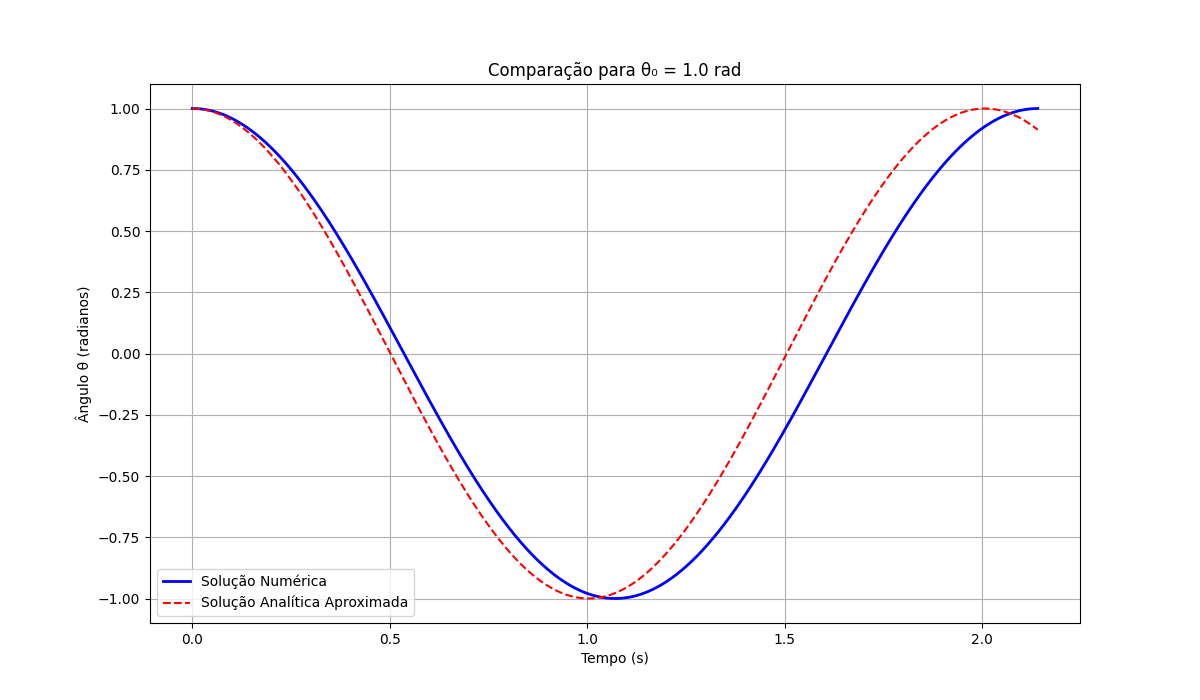 Comparação para θ₀ = 1.0 rad
Ângulo θ (radianos)
1.00
0.75
0.50
0.25
0.00
−0.25
−0.50
−0.75
−1.00
Solução Numérica
Solução Analítica Aproximada
0.0
0.5
1.0
1.5
2.0
Tempo (s)